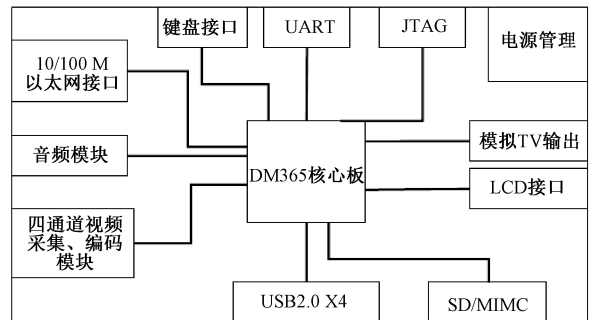 键盘接口
UART
JTAG
电源管理
10/100 M
以太网接口
音频模块
DM365核心板
模拟TV输出
LCD接口
四通道视频
采集、编码
模块
USB2.0 X4
SD/MIMC